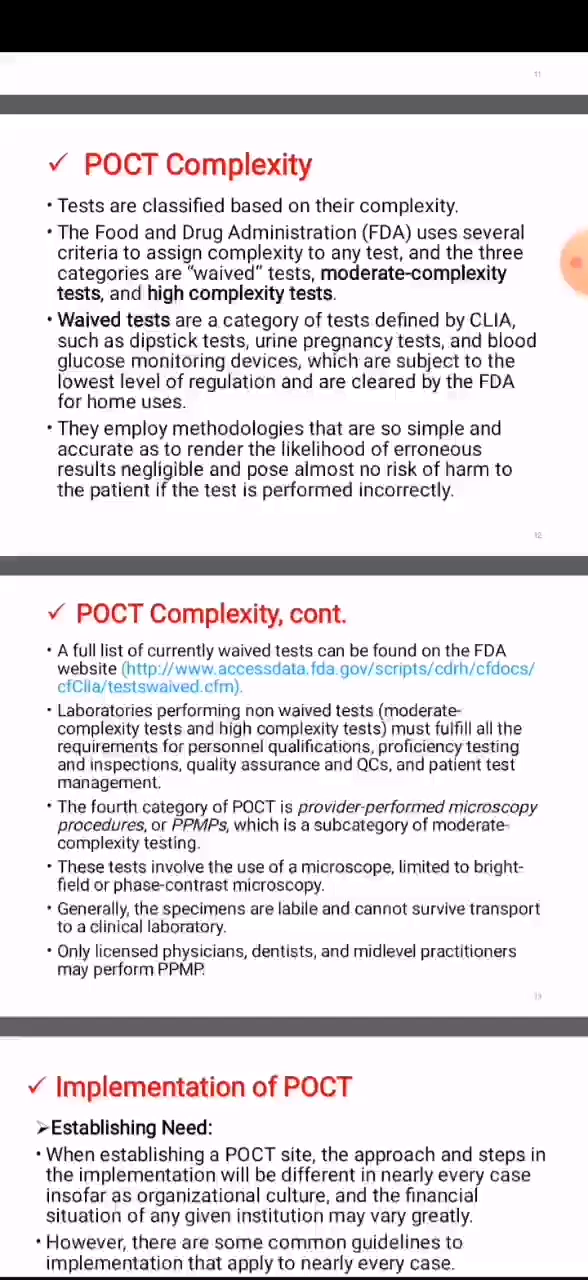 11
✓ POCT Complexity
• Tests are classified based on their complexity.
• The Food and Drug Administration (FDA) uses several
criteria to assign complexity to any test, and the three
categories are “waived” tests, moderate-complexity
tests, and high complexity tests.
• Waived tests are a category of tests defined by CLIA,
such as dipstick tests, urine pregnancy tests, and blood
glucose monitoring devices, which are subject to the
lowest level of regulation and are cleared by the FDA
for home uses.
• They employ methodologies that are so simple and
accurate as to render the likelihood of erroneous
results negligible and pose almost no risk of harm to
the patient if the test is performed incorrectly.
12
✓ POCT Complexity, cont.
• A full list of currently waived tests can be found on the FDA
website (http://www.accessdata.fda.gov/scripts/cdrh/cfdocs/
cfClia/testswaived.cfm).
• Laboratories performing non waived tests (moderate-
complexity tests and high complexity tests) must fulfill all the
requirements for personnel qualifications, proficiency testing
and inspections, quality assurance and QCs, and patient test
management.
• The fourth category of POCT is provider-performed microscopy
procedures, or PPMPs, which is a subcategory of moderate-
complexity testing.
• These tests involve the use of a microscope, limited to bright-
field or phase-contrast microscopy.
• Generally, the specimens are labile and cannot survive transport
to a clinical laboratory.
• Only licensed physicians, dentists, and midlevel practitioners
may perform PPMP.
13
✓ Implementation of POCT
➢Establishing Need:
• When establishing a POCT site, the approach and steps in
the implementation will be different in nearly every case
insofar as organizational culture, and the financial
situation of any given institution may vary greatly.
• However, there are some common guidelines to
implementation that apply to nearly every case.